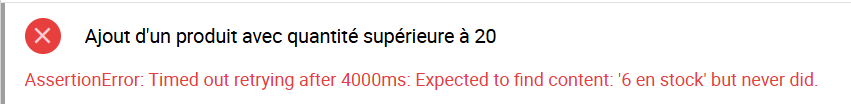 Ajout d'un produit avec quantité supérieure à 20
AssertionError: Timed out retrying after 4000ms: Expected to find content: '6 en stock' but never did.